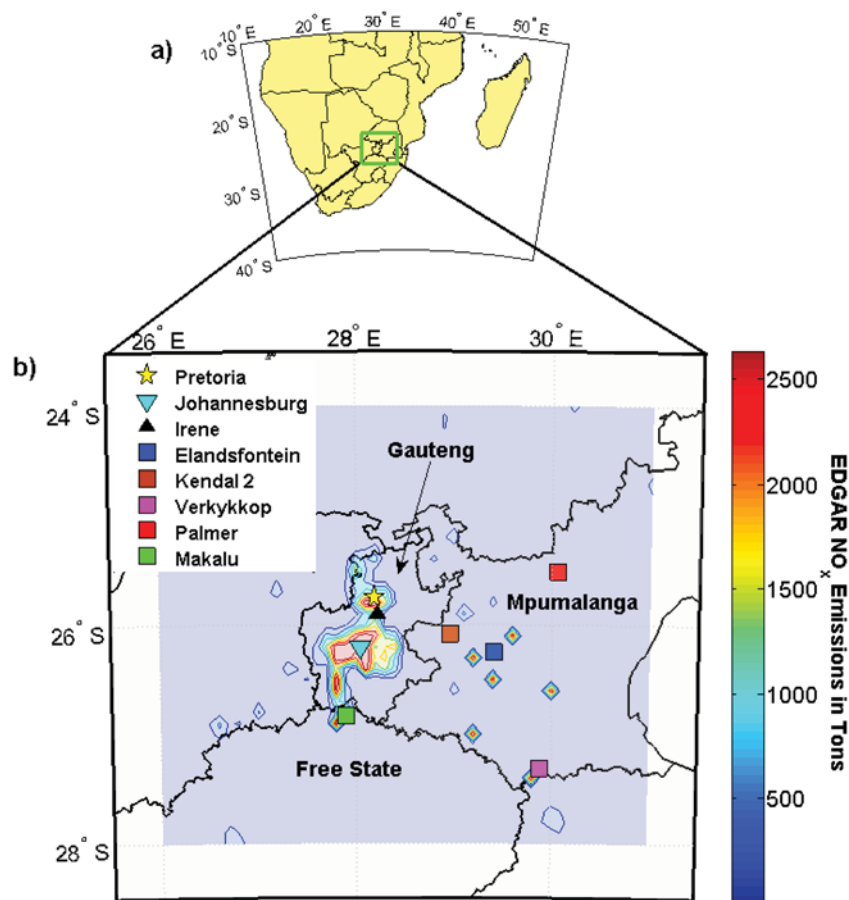 a)
10° E
20° E
30° E
40° E
50° E
10° S
20° S
30° S
40° S
b)
26° E
28° E
30° E
24° S
26° S
28° S
Pretoria
Johannesburg
Irene
Elandsfontein
Kendal 2
Verkykkop
Palmer
Makalu
Gauteng
Mpumalanga
Free State
2500
2000
1500
1000
500
EDGAR NOx Emissions in Tons